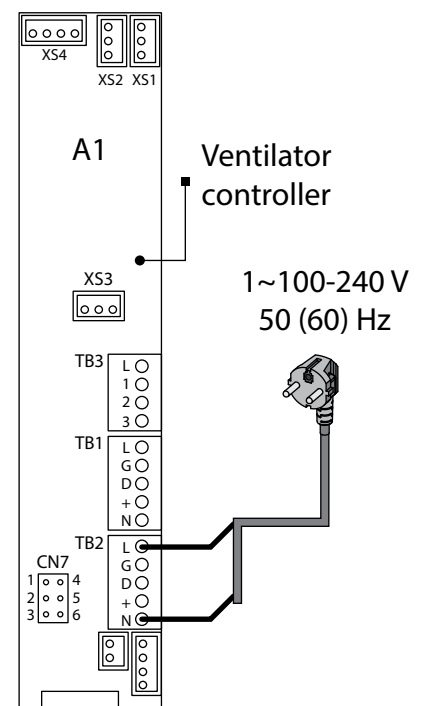 XS4
XS2 XS1
A1
Ventilator
controller
XS3
1~100-240 V
50 (60) Hz
TB3
L
1
2
3
TB1
L
G
D
+
N
TB2
L
G
D
+
N
CN7
1 4
2 5
3 6